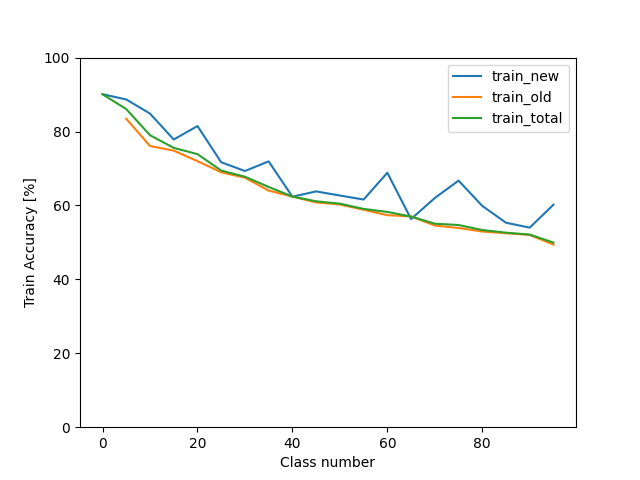 100
80
60
40
20
0
Train Accuracy [%]
train_new
train_old
train_total
0 20 40 60 80
Class number